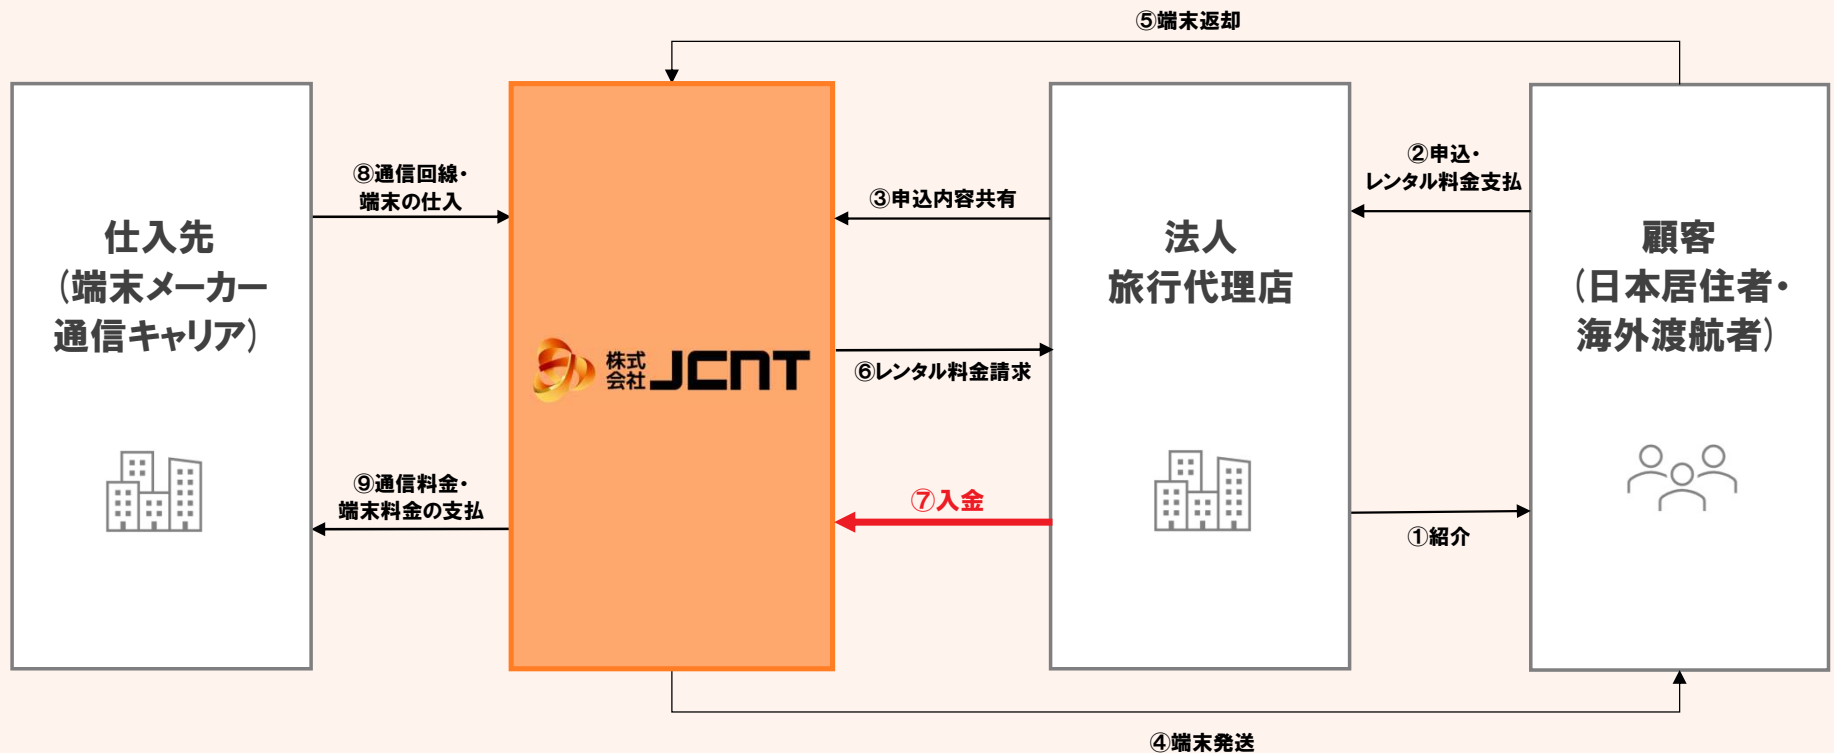 ⑤端末返却
仕入先
(端末メーカー
通信キャリア)
⑧通信回線・
端末の仕入
⑨通信料金・
端末料金の支払
株式
会社
JCNT
③申込内容共有
⑥レンタル料金請求
⑦入金
法人
旅行代理店
②申込・
レンタル料金支払
①紹介
顧客
(日本居住者・
海外渡航者)
④端末発送